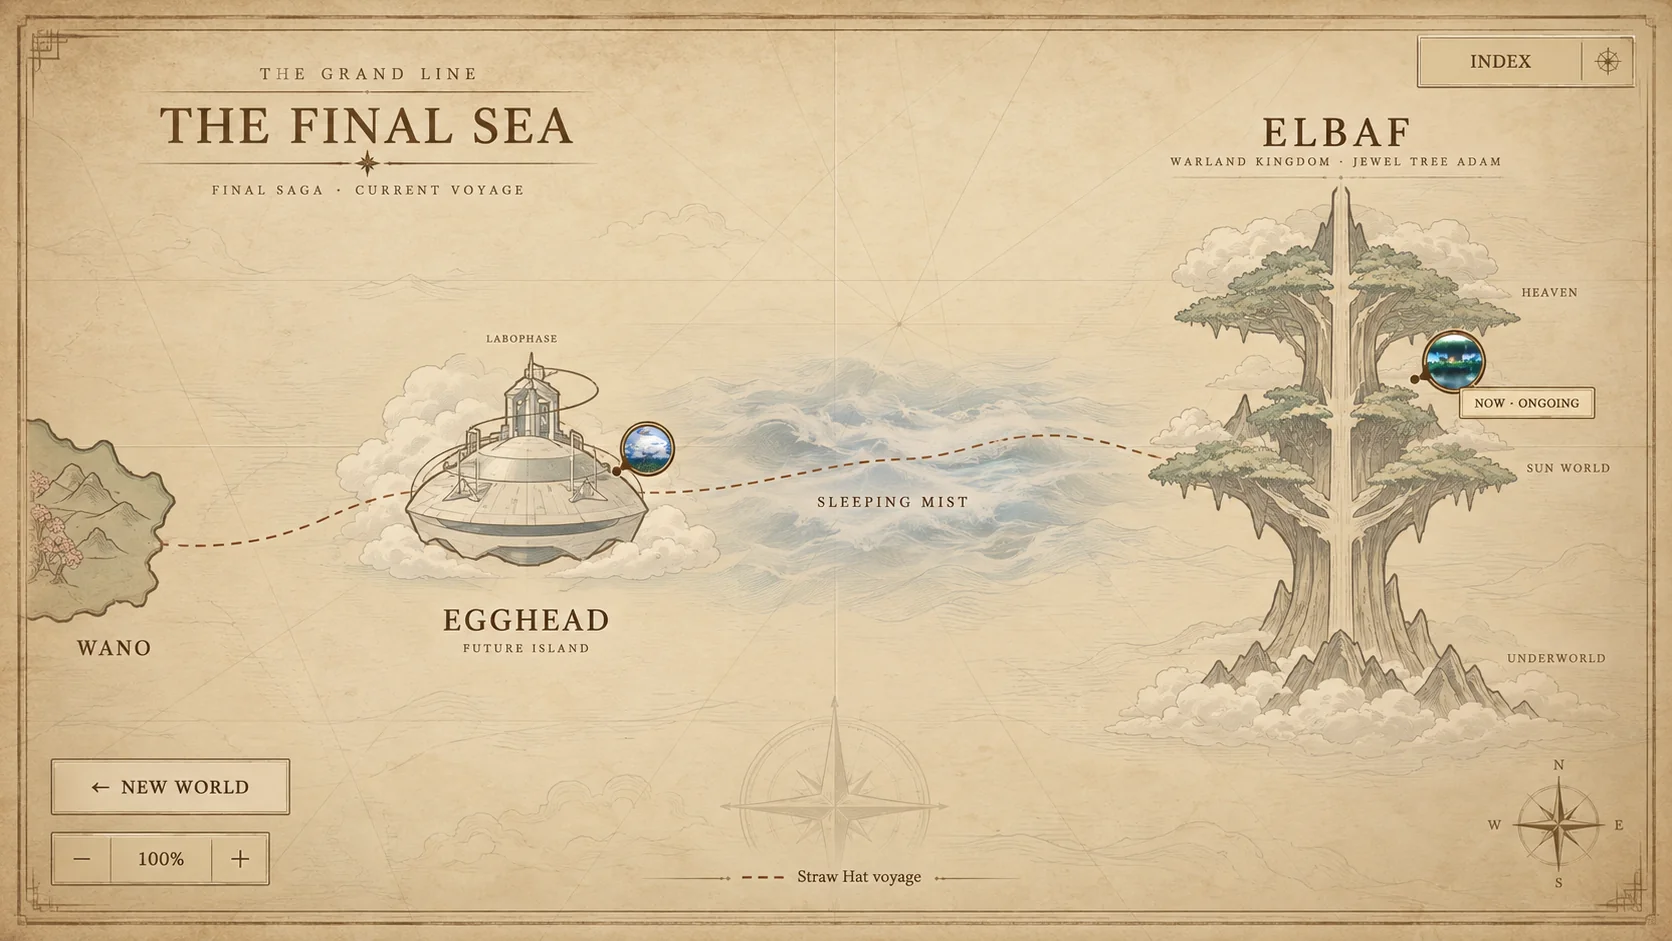 THE GRAND LINE
THE FINAL SEA
FINAL SAGA · CURRENT VOYAGE
INDEX
ELBAF
WARLAND KINGDOM · JEWEL TREE ADAM
HEAVEN
LABOPHASE
NOW · ONGOING
SUN WORLD
SLEEPING MIST
EGGHEAD
FUTURE ISLAND
WANO
UNDERWORLD
← NEW WORLD
− 100% +
Straw Hat voyage
N
W E
S